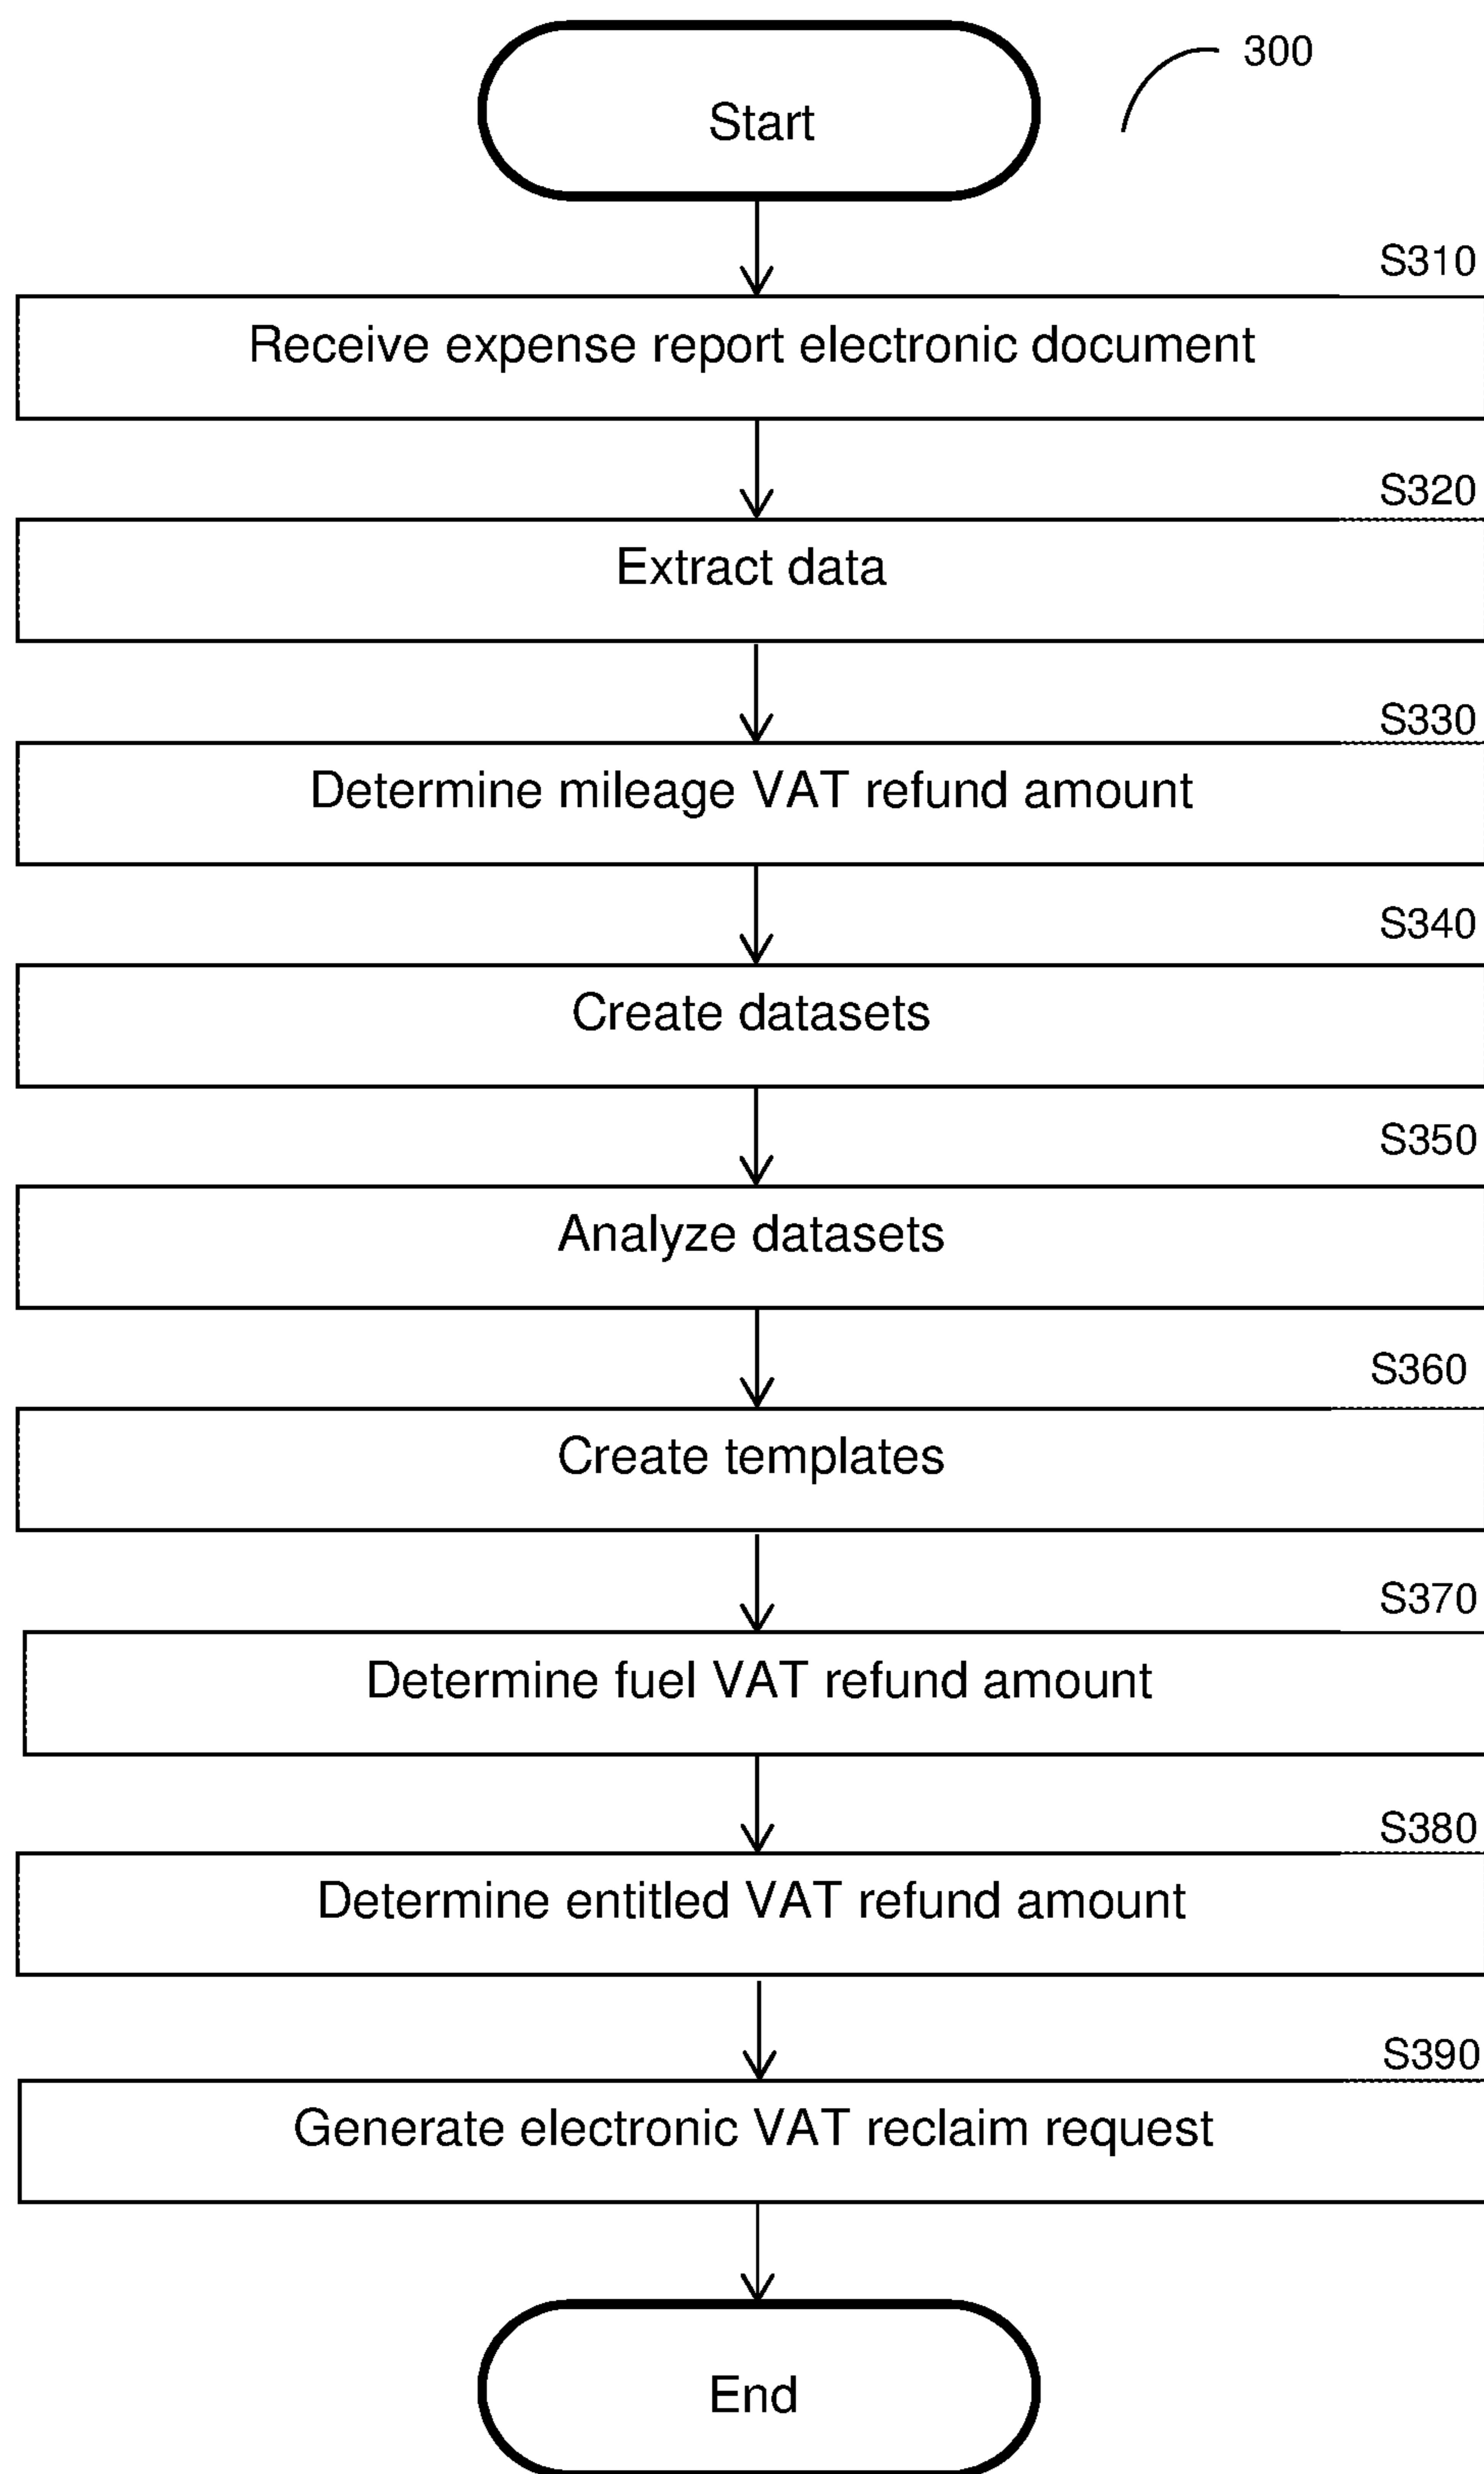 300
Start
S310
Receive expense report electronic document
S320
Extract data
S330
Determine mileage VAT refund amount
S340
Create datasets
S350
Analyze datasets
S360
Create templates
S370
Determine fuel VAT refund amount
S380
Determine entitled VAT refund amount
S390
Generate electronic VAT reclaim request
End